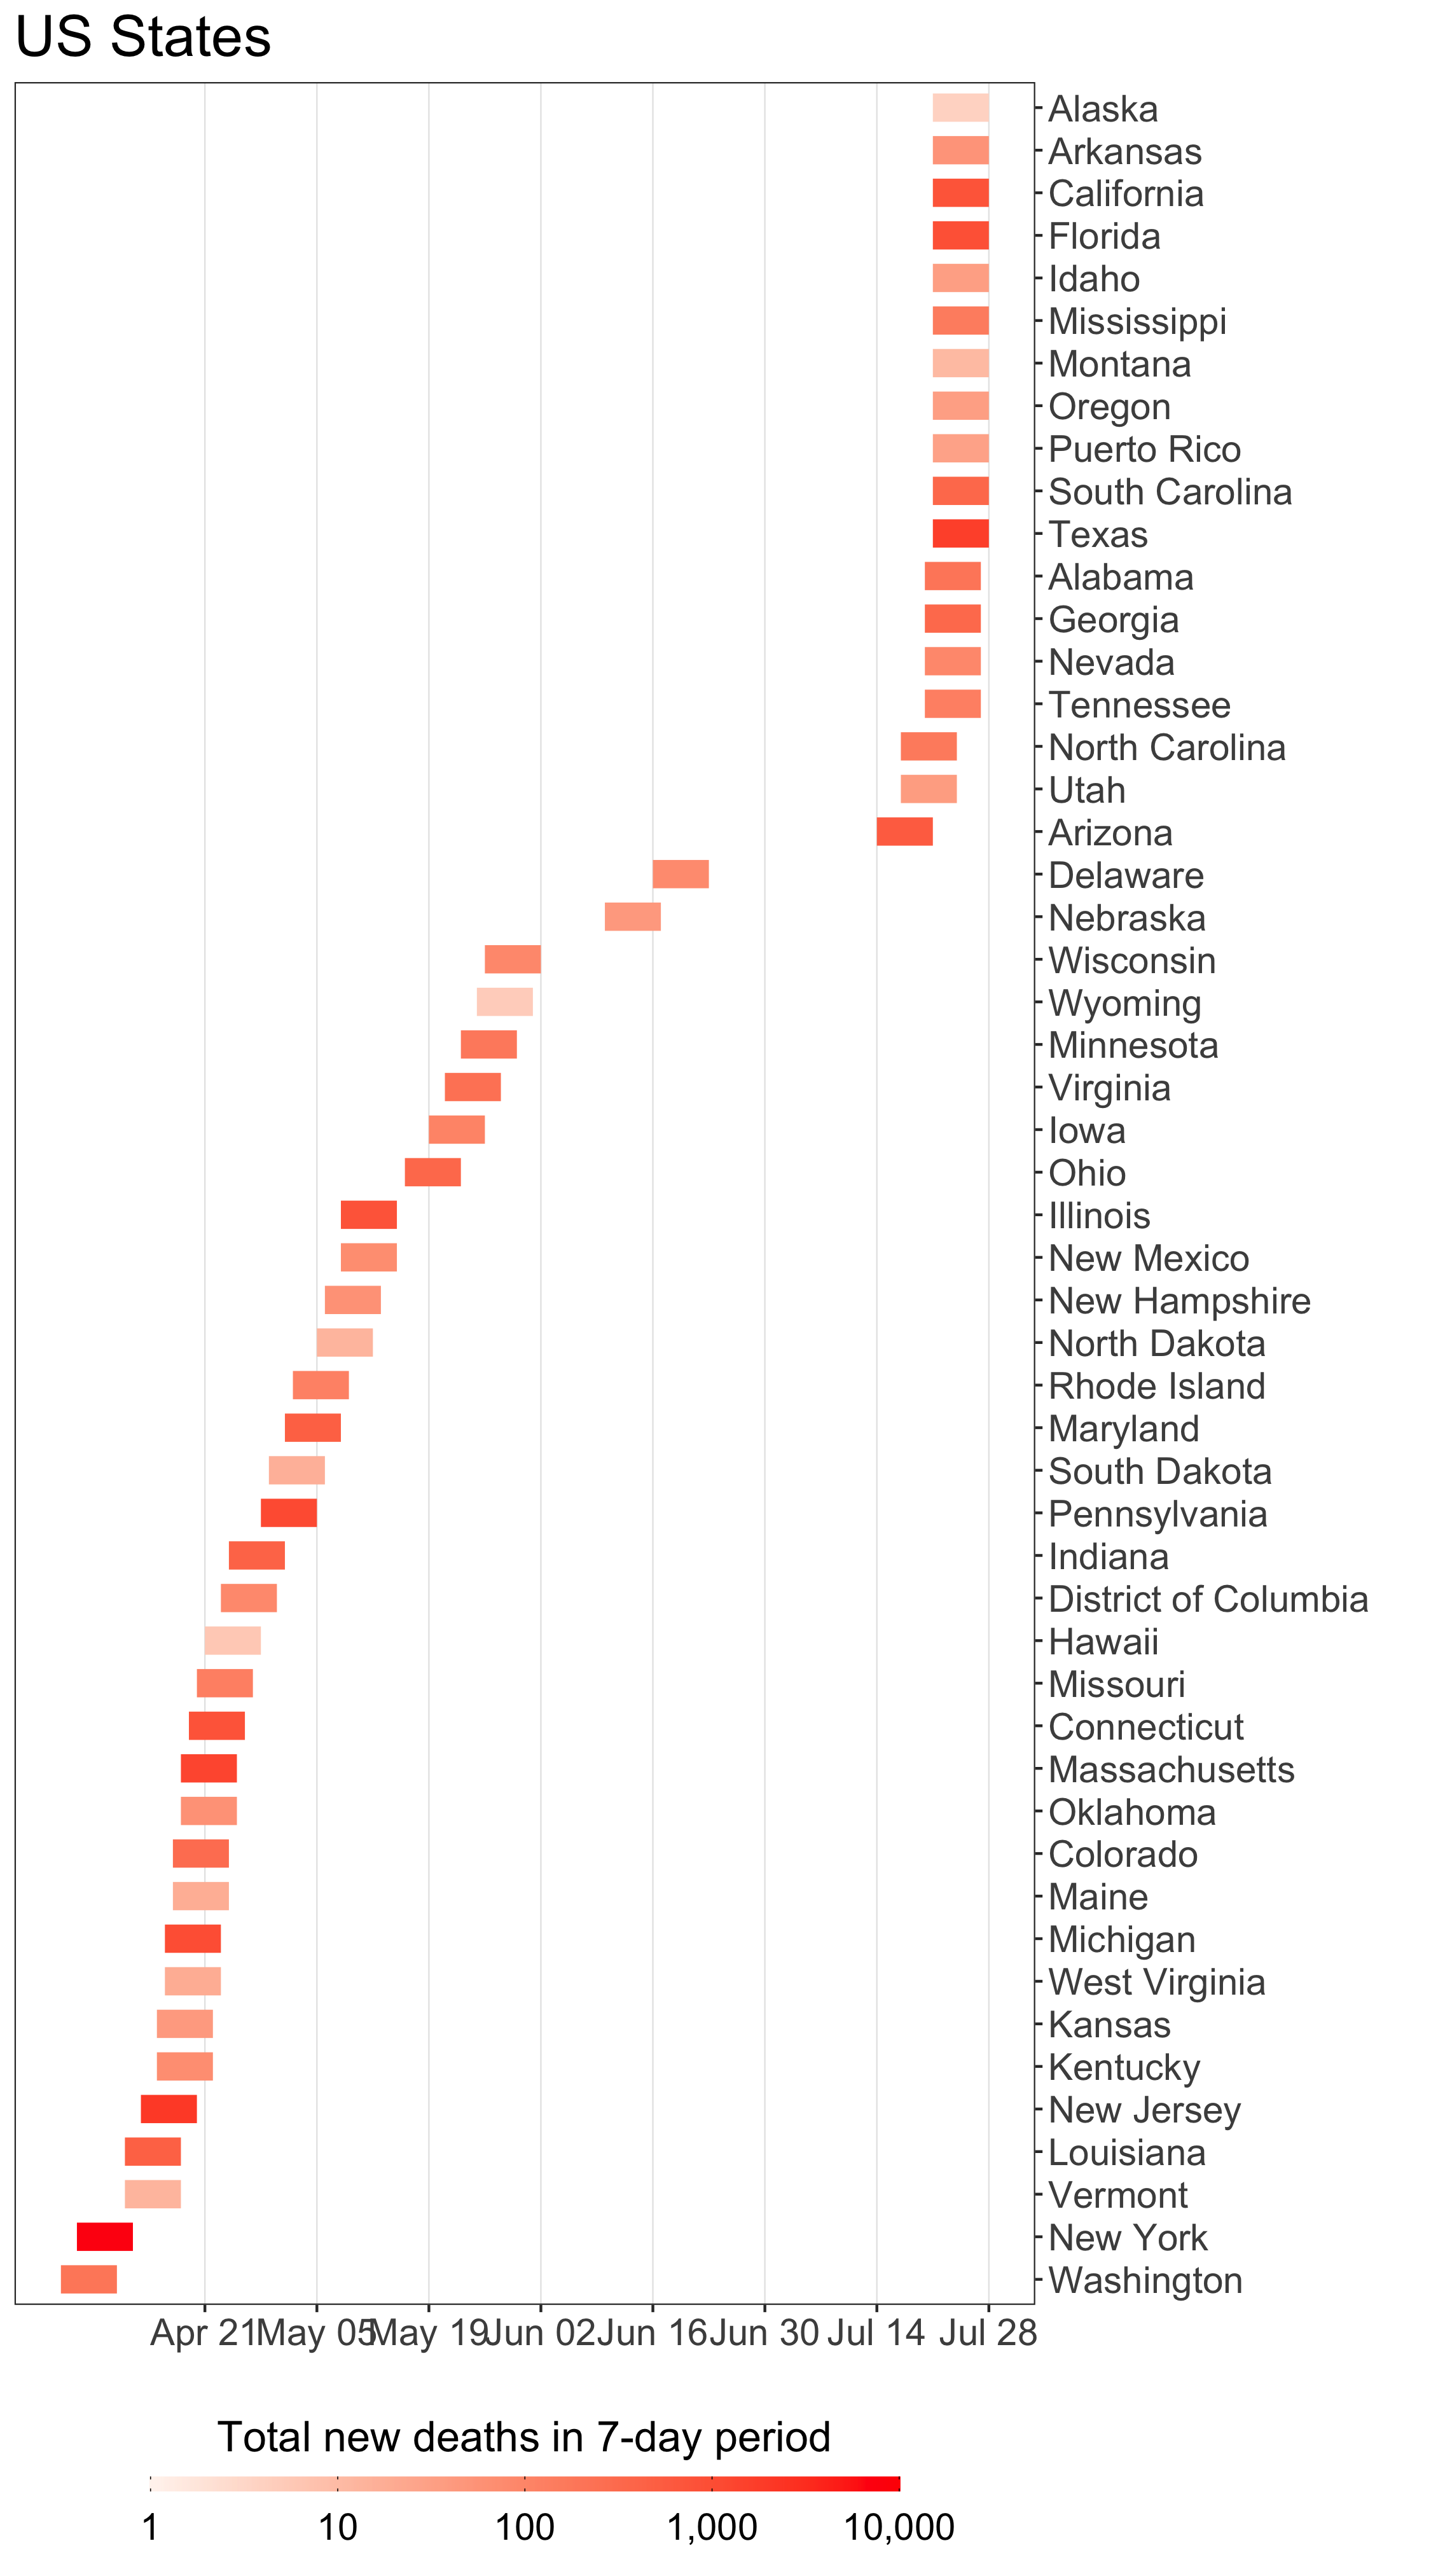 US States
Alaska
Arkansas
California
Florida
Idaho
Mississippi
Montana
Oregon
Puerto Rico
South Carolina
Texas
Alabama
Georgia
Nevada
Tennessee
North Carolina
Utah
Arizona
Delaware
Nebraska
Wisconsin
Wyoming
Minnesota
Virginia
Iowa
Ohio
Illinois
New Mexico
New Hampshire
North Dakota
Rhode Island
Maryland
South Dakota
Pennsylvania
Indiana
District of Columbia
Hawaii
Missouri
Connecticut
Massachusetts
Oklahoma
Colorado
Maine
Michigan
West Virginia
Kansas
Kentucky
New Jersey
Louisiana
Vermont
New York
Washington
Apr 21 May 05 May 19 Jun 02 Jun 16 Jun 30 Jul 14 Jul 28
Total new deaths in 7-day period
1 10 100 1,000 10,000